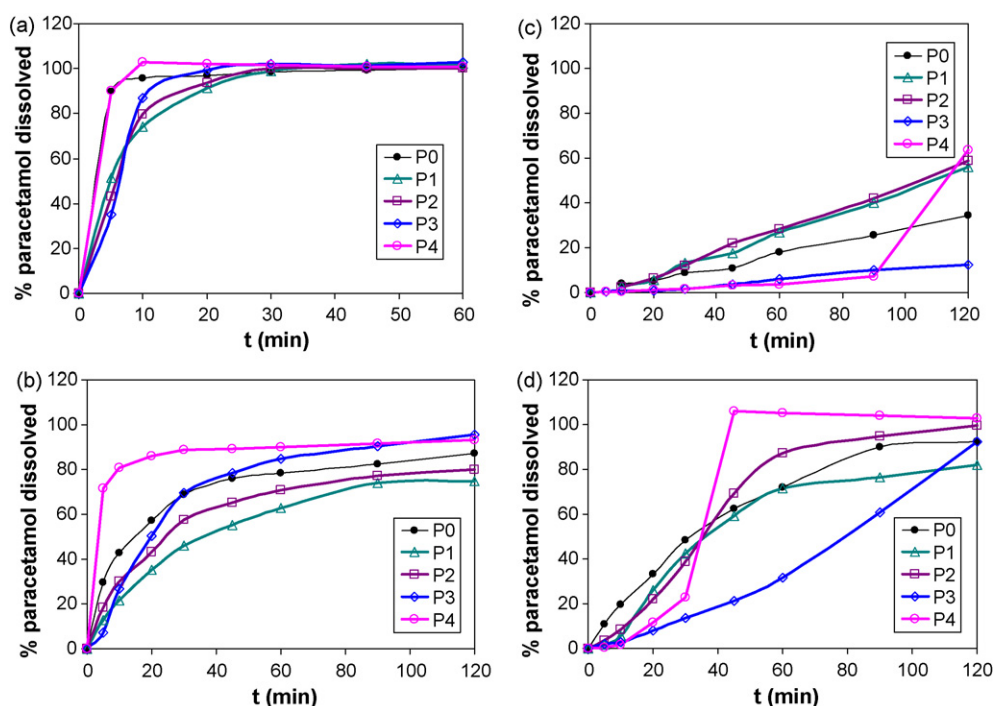 (a)
% paracetamol dissolved
120
100
80
60
40
20
0
0 10 20 30 40 50 60
t (min)
P0
P1
P2
P3
P4
(c)
% paracetamol dissolved
120
100
80
60
40
20
0
0 20 40 60 80 100 120
t (min)
P0
P1
P2
P3
P4
(b)
% paracetamol dissolved
120
100
80
60
40
20
0
0 20 40 60 80 100 120
t (min)
P0
P1
P2
P3
P4
(d)
% paracetamol dissolved
120
100
80
60
40
20
0
0 20 40 60 80 100 120
t (min)
P0
P1
P2
P3
P4